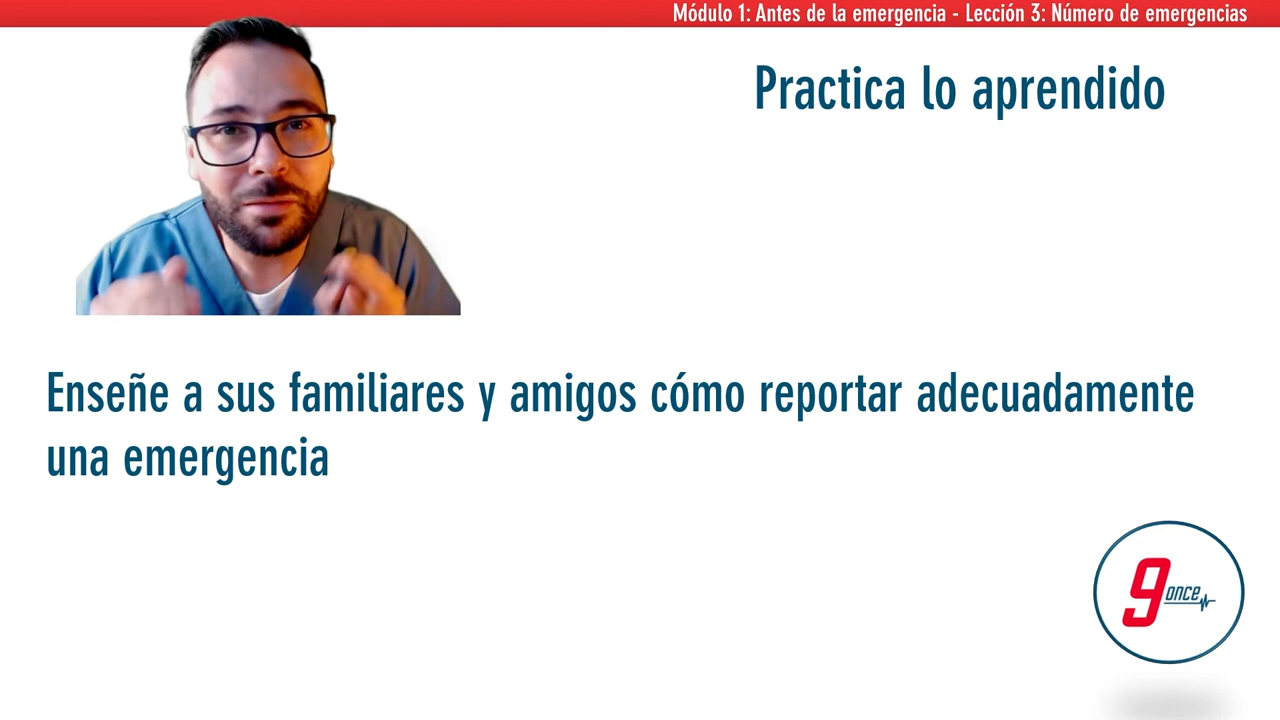 Módulo 1: Antes de la emergencia - Lección 3: Número de emergencias
Practica lo aprendido
Enseñe a sus familiares y amigos cómo reportar adecuadamente
una emergencia
9 once